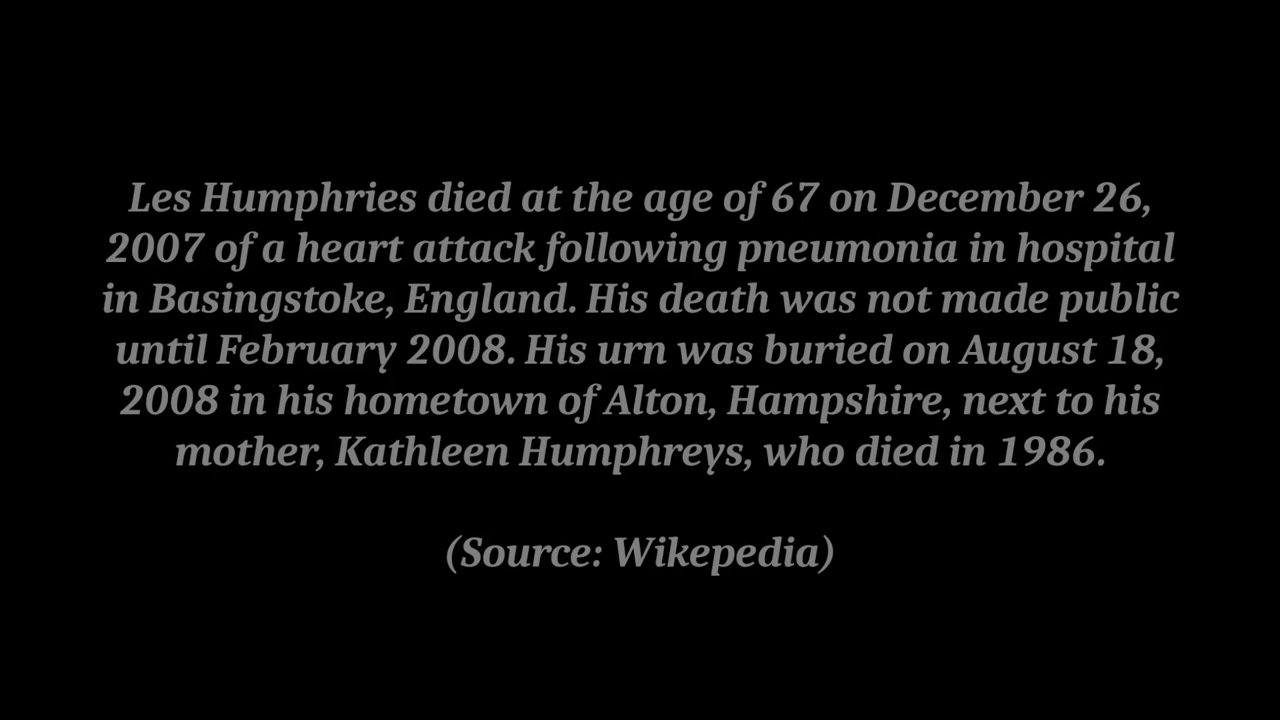 Les Humphries died at the age of 67 on December 26,
2007 of a heart attack following pneumonia in hospital
in Basingstoke, England. His death was not made public
until February 2008. His urn was buried on August 18,
2008 in his hometown of Alton, Hampshire, next to his
mother, Kathleen Humphreys, who died in 1986.
(Source: Wikepedia)